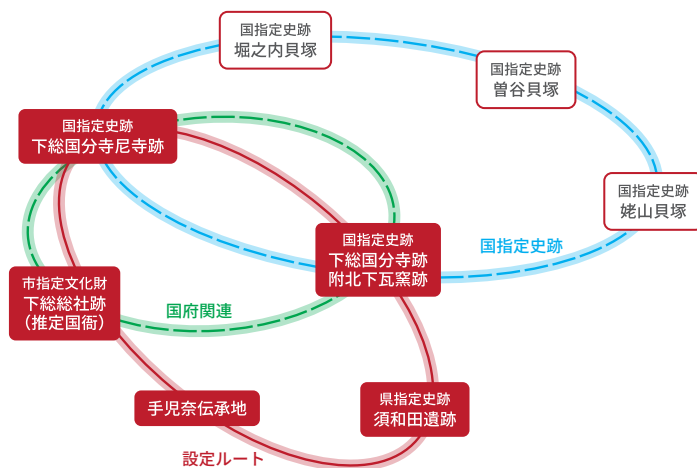 国指定史跡
堀之内貝塚
国指定史跡
曽谷貝塚
国指定史跡
下総国分寺尼寺跡
国指定史跡
姥山貝塚
国指定史跡
下総国分寺跡
附北下瓦窯跡
国指定史跡
市指定文化財
下総総社跡
（推定国衙）
国府関連
手児奈伝承地
県指定史跡
須和田遺跡
設定ルート